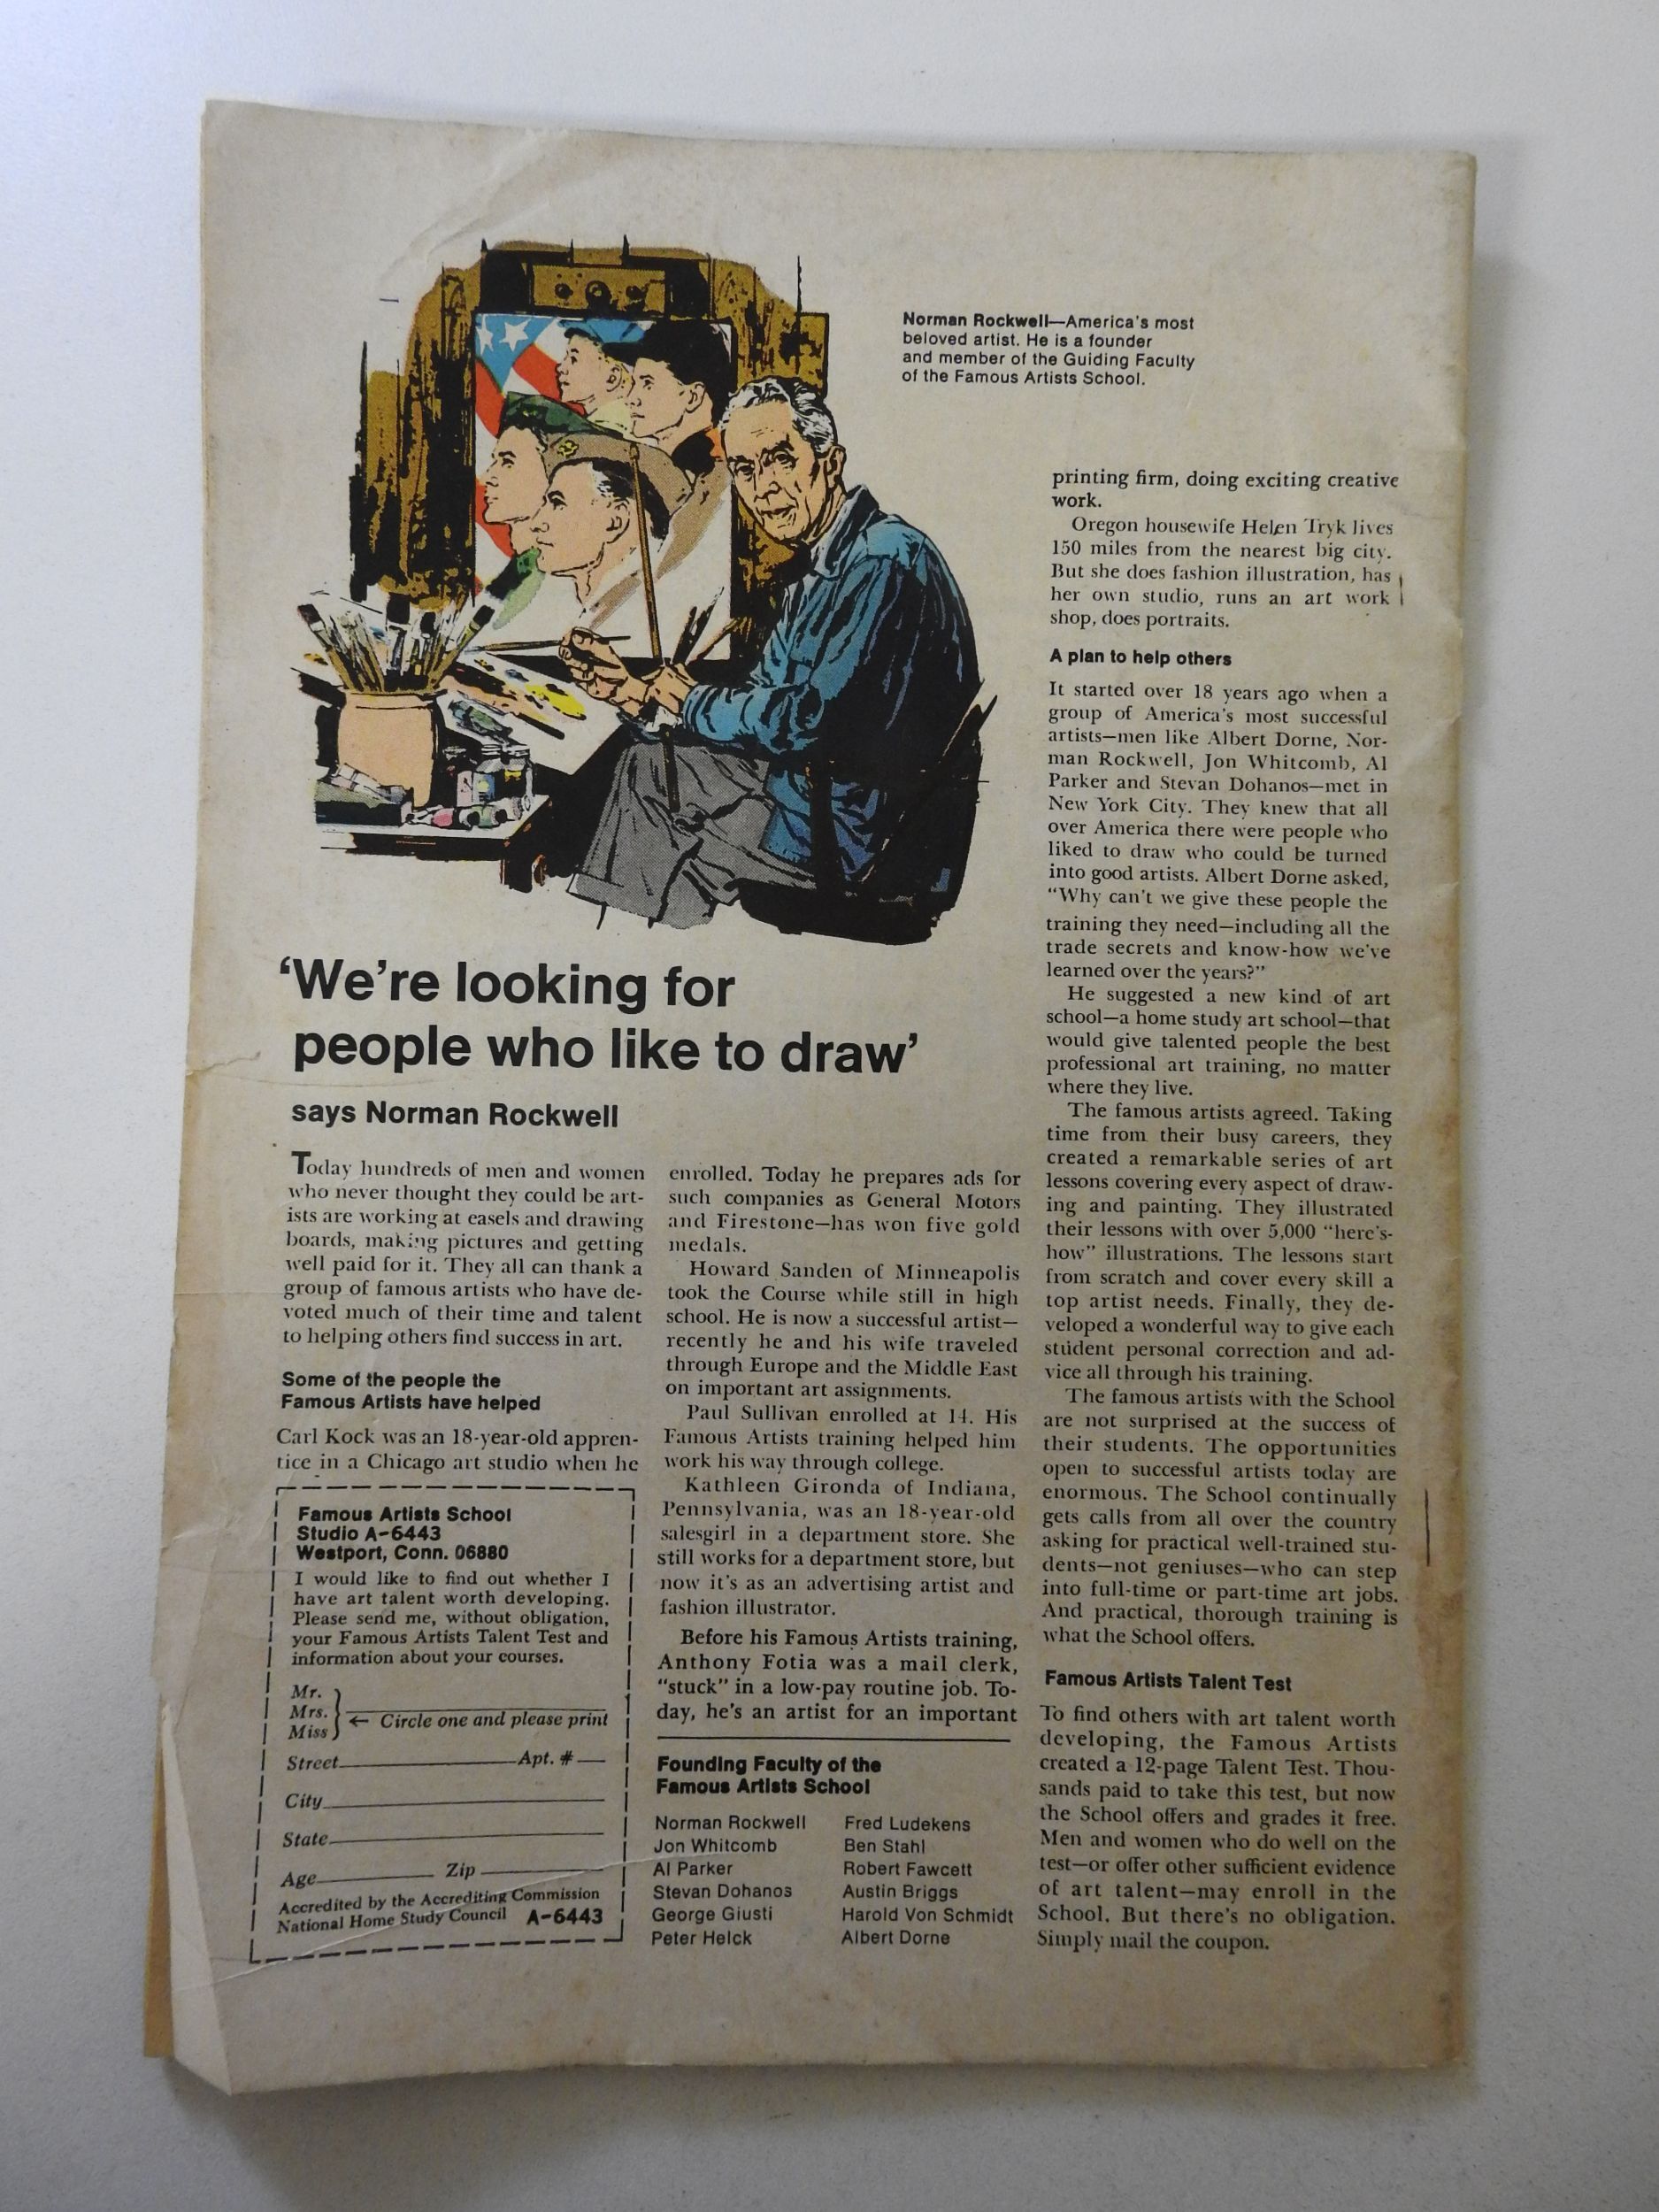 Norman Rockwell—America's most
beloved artist. He is a founder
and member of the Guiding Faculty
of the Famous Artists School.
'We're looking for
people who like to draw'
says Norman Rockwell
Today hundreds of men and women
who never thought they could be art-
ists are working at easels and drawing
boards, making pictures and getting
well paid for it. They all can thank a
group of famous artists who have de-
voted much of their time and talent
to helping others find success in art.
Some of the people the
Famous Artists have helped
Carl Kock was an 18-year-old appren-
tice in a Chicago art studio when he
enrolled. Today he prepares ads for
such companies as General Motors
and Firestone—has won five gold
medals.
Howard Sanden of Minneapolis
took the Course while still in high
school. He is now a successful artist—
recently he and his wife traveled
through Europe and the Middle East
on important art assignments.
Paul Sullivan enrolled at 14. His
Famous Artists training helped him
work his way through college.
Kathleen Gironda of Indiana,
Pennsylvania, was an 18-year-old
salesgirl in a department store. She
still works for a department store, but
now it's as an advertising artist and
fashion illustrator.
Before his Famous Artists training,
Anthony Fotia was a mail clerk,
"stuck" in a low-pay routine job. To-
day, he's an artist for an important
printing firm, doing exciting creative
work.
Oregon housewife Helen Tryk lives
150 miles from the nearest big city.
But she does fashion illustration, has
her own studio, runs an art work
shop, does portraits.
A plan to help others
It started over 18 years ago when a
group of America's most successful
artists—men like Albert Dorne, Nor-
man Rockwell, Jon Whitcomb, Al
Parker and Stevan Dohanos—met in
New York City. They knew that all
over America there were people who
liked to draw who could be turned
into good artists. Albert Dorne asked,
"Why can't we give these people the
training they need—including all the
trade secrets and know-how we've
learned over the years?"
He suggested a new kind of art
school—a home study art school—that
would give talented people the best
professional art training, no matter
where they live.
The famous artists agreed. Taking
time from their busy careers, they
created a remarkable series of art
lessons covering every aspect of draw-
ing and painting. They illustrated
their lessons with over 5,000 "here's-
how" illustrations. The lessons start
from scratch and cover every skill a
top artist needs. Finally, they de-
veloped a wonderful way to give each
student personal correction and ad-
vice all through his training.
The famous artists with the School
are not surprised at the success of
their students. The opportunities
open to successful artists today are
enormous. The School continually
gets calls from all over the country
asking for practical well-trained stu-
dents—not geniuses—who can step
into full-time or part-time art jobs.
And practical, thorough training is
what the School offers.
Famous Artists Talent Test
To find others with art talent worth
developing, the Famous Artists
created a 12-page Talent Test. Thou-
sands paid to take this test, but now
the School offers and grades it free.
Men and women who do well on the
test—or offer other sufficient evidence
of art talent—may enroll in the
School. But there's no obligation.
Simply mail the coupon.
Famous Artists School
Studio A-6443
Westport, Conn. 06880
I would like to find out whether I
have art talent worth developing.
Please send me, without obligation,
your Famous Artists Talent Test and
information about your courses.
Mr.
Mrs. ← Circle one and please print
Miss
Street Apt. #
City
State
Age Zip
Accredited by the Accrediting Commission
National Home Study Council A-6443
Founding Faculty of the
Famous Artists School
Norman Rockwell
Jon Whitcomb
Al Parker
Stevan Dohanos
George Giusti
Peter Helck
Fred Ludekens
Ben Stahl
Robert Fawcett
Austin Briggs
Harold Von Schmidt
Albert Dorne